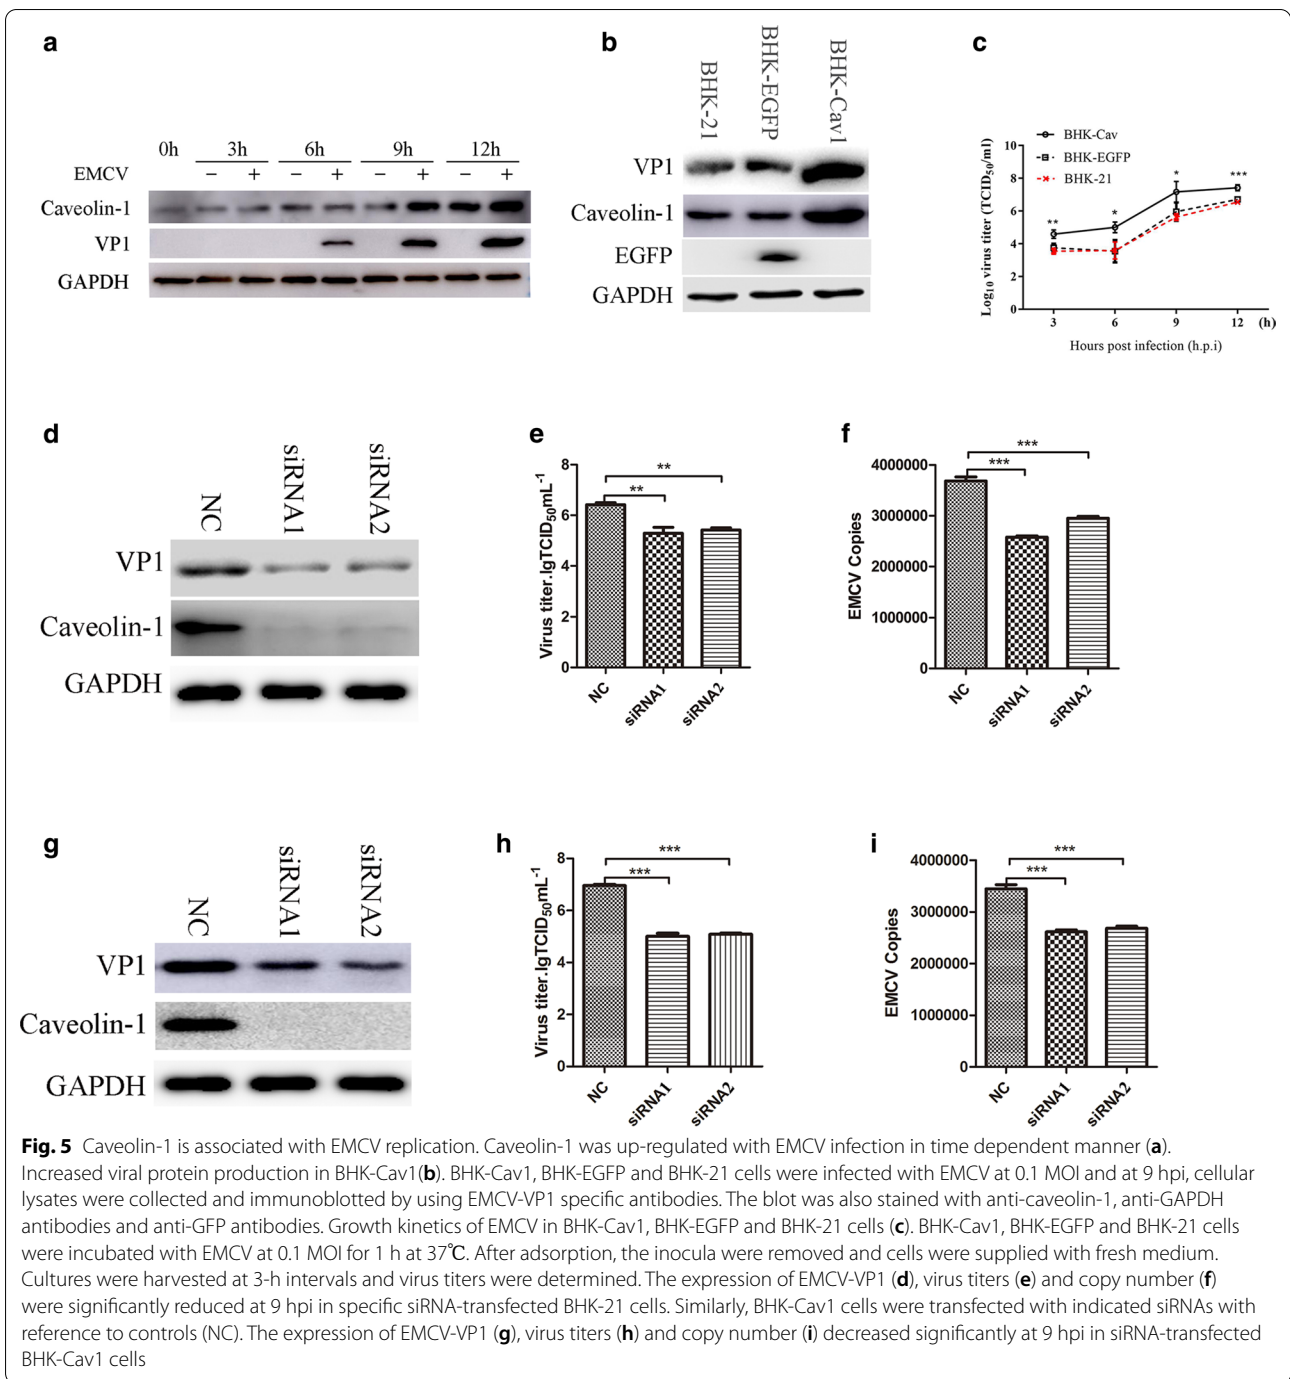 a
0h 3h 6h 9h 12h
EMCV – + – + – + – +
Caveolin-1
VP1
GAPDH
b
BHK-21
BHK-EGFP
BHK-Cav1
VP1
Caveolin-1
EGFP
GAPDH
c
BHK-Cav
BHK-EGFP
BHK-21
Log10 virus titer (TCID50/ml)
10
8
6
4
2
0
** * * ***
3 6 9 12 (h)
Hours post infection (h.p.i)
d
NC
siRNA1
siRNA2
VP1
Caveolin-1
GAPDH
e
Virus titer.lgTCID50mL-1
8
6
4
2
0
**
**
NC
siRNA1
siRNA2
f
EMCV Copies
4000000
3000000
2000000
1000000
0
***
***
NC
siRNA1
siRNA2
g
NC
siRNA1
siRNA2
VP1
Caveolin-1
GAPDH
h
Virus titer.lgTCID50mL-1
8
6
4
2
0
***
***
NC
siRNA1
siRNA2
i
EMCV Copies
4000000
3000000
2000000
1000000
0
***
***
NC
siRNA1
siRNA2
Fig. 5 Caveolin-1 is associated with EMCV replication. Caveolin-1 was up-regulated with EMCV infection in time dependent manner (a).
Increased viral protein production in BHK-Cav1(b). BHK-Cav1, BHK-EGFP and BHK-21 cells were infected with EMCV at 0.1 MOI and at 9 hpi, cellular
lysates were collected and immunoblotted by using EMCV-VP1 specific antibodies. The blot was also stained with anti-caveolin-1, anti-GAPDH
antibodies and anti-GFP antibodies. Growth kinetics of EMCV in BHK-Cav1, BHK-EGFP and BHK-21 cells (c). BHK-Cav1, BHK-EGFP and BHK-21 cells
were incubated with EMCV at 0.1 MOI for 1 h at 37℃. After adsorption, the inocula were removed and cells were supplied with fresh medium.
Cultures were harvested at 3-h intervals and virus titers were determined. The expression of EMCV-VP1 (d), virus titers (e) and copy number (f)
were significantly reduced at 9 hpi in specific siRNA-transfected BHK-21 cells. Similarly, BHK-Cav1 cells were transfected with indicated siRNAs with
reference to controls (NC). The expression of EMCV-VP1 (g), virus titers (h) and copy number (i) decreased significantly at 9 hpi in siRNA-transfected
BHK-Cav1 cells